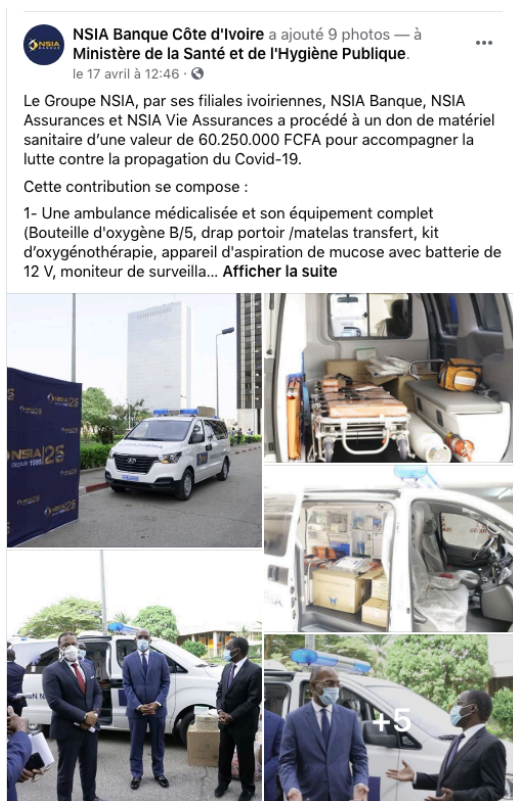 NSIA
BANQUE
NSIA Banque Côte d'Ivoire a ajouté 9 photos — à
Ministère de la Santé et de l'Hygiène Publique.
le 17 avril à 12:46 ·
Le Groupe NSIA, par ses filiales ivoiriennes, NSIA Banque, NSIA
Assurances et NSIA Vie Assurances a procédé à un don de matériel
sanitaire d’une valeur de 60.250.000 FCFA pour accompagner la
lutte contre la propagation du Covid-19.
Cette contribution se compose :
1- Une ambulance médicalisée et son équipement complet
(Bouteille d'oxygène B/5, drap portoir /matelas transfert, kit
d’oxygénothérapie, appareil d'aspiration de mucose avec batterie de
12 V, moniteur de surveilla... Afficher la suite
NSIA 25
depuis 1995
+5